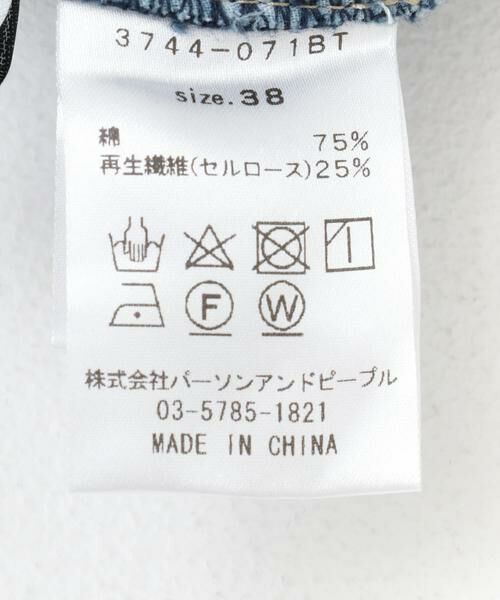 3744-071BT
size.38
綿 75%
再生繊維(セルロース)25%
F W
株式会社パーソンアンドピープル
03-5785-1821
MADE IN CHINA